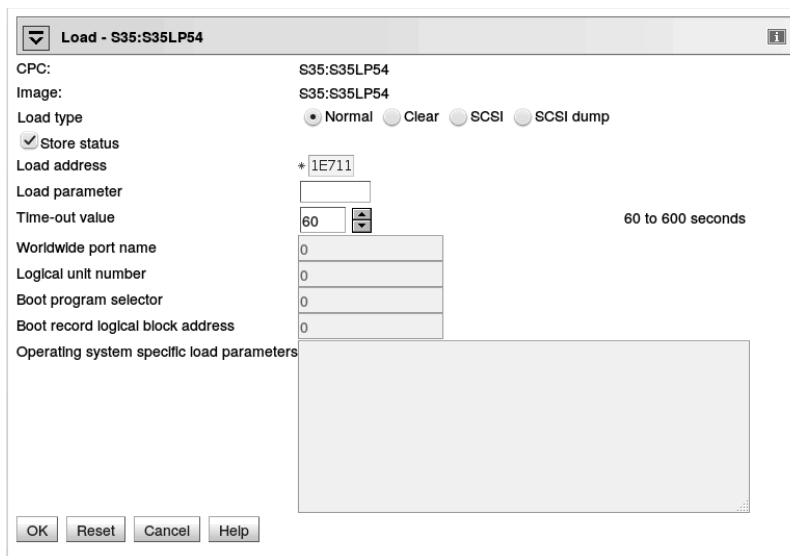 Load - S35:S35LP54
CPC: S35:S35LP54
Image: S35:S35LP54
Load type Normal Clear SCSI SCSI dump
Store status
Load address * 1E711
Load parameter
Time-out value 60 60 to 600 seconds
Worldwide port name 0
Logical unit number 0
Boot program selector 0
Boot record logical block address 0
Operating system specific load parameters
OK Reset Cancel Help